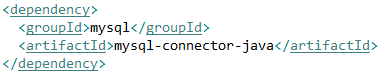 <dependency>
<groupId>mysql</groupId>
<artifactId>mysql-connector-java</artifactId>
</dependency>